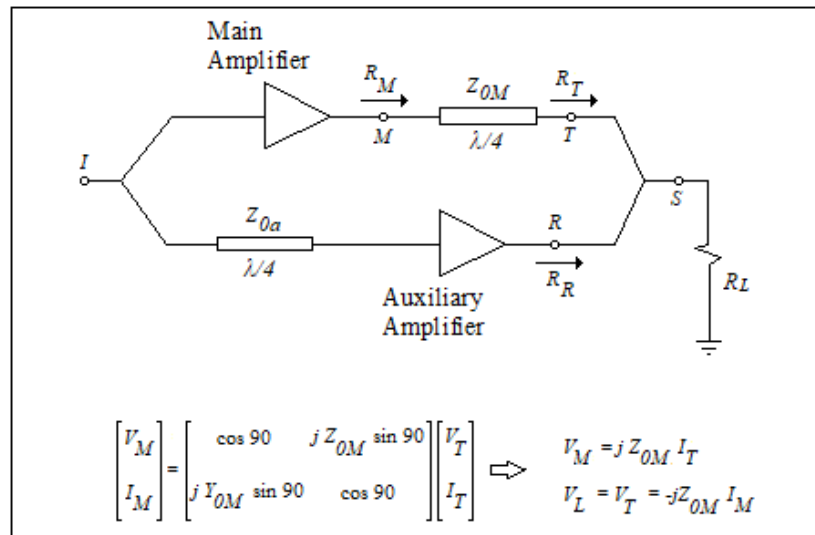 Main
Amplifier
R_M
Z_0M
R_T
M
λ/4
T
I
S
Z_0a
R
λ/4
R_R
R_L
Auxiliary
Amplifier
[V_M] = [cos 90 j Z_0M sin 90] [V_T] ⇨ V_M = j Z_0M I_T
[I_M] [j Y_0M sin 90 cos 90] [I_T] V_L = V_T = -jZ_0M I_M